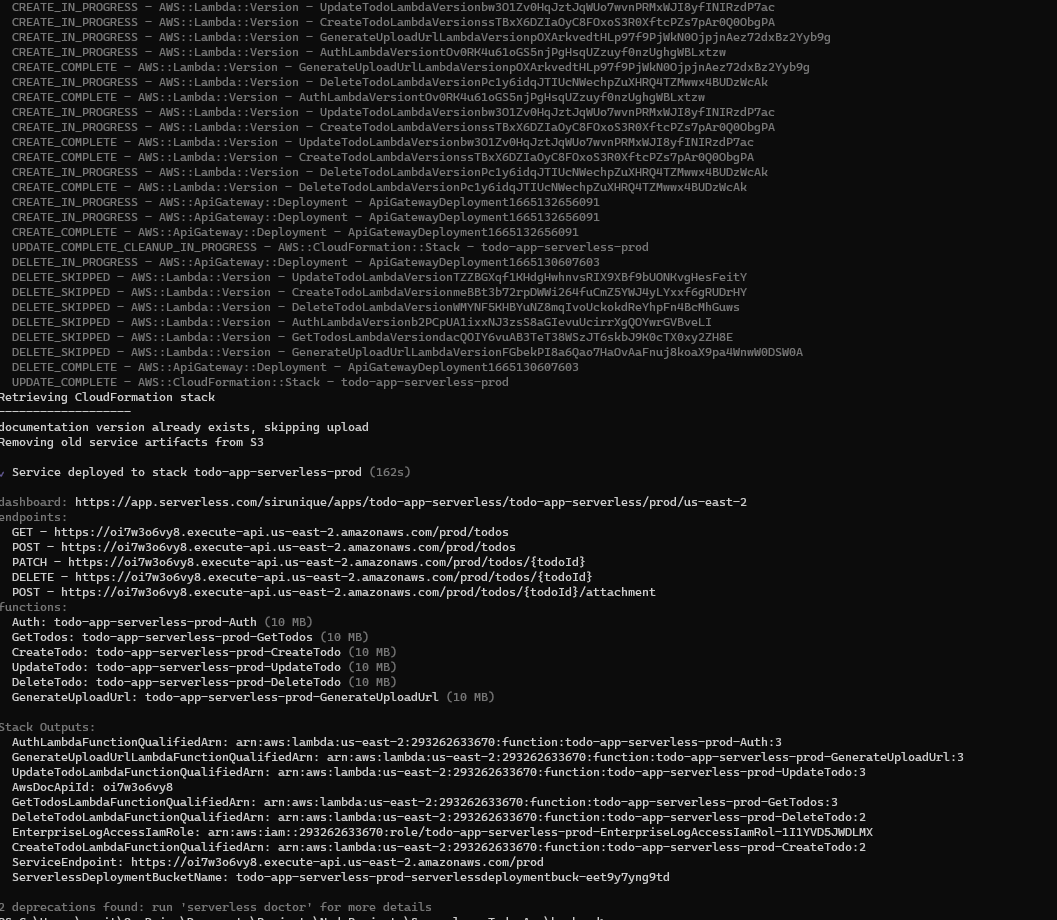 CREATE_IN_PROGRESS - AWS::Lambda::Version - UpdateTodoLambdaVersionbw3O1Zv0HqJztJqWUo7wvnPRMxWJI8yfINIRzdP7ac
CREATE_IN_PROGRESS - AWS::Lambda::Version - CreateTodoLambdaVersionssTBxX6DZIaOyC8FOxoS3R0XftcPZs7pAr0Q0ObgPA
CREATE_IN_PROGRESS - AWS::Lambda::Version - GenerateUploadUrlLambdaVersionpOXArkvedtHLp97f9PjWkN0OjpjnAez72dxBz2Yyb9g
CREATE_IN_PROGRESS - AWS::Lambda::Version - AuthLambdaVersiontOv0RK4u61oGS5njPgHsqUZzuyf0nzUghgWBLxtzw
CREATE_COMPLETE - AWS::Lambda::Version - GenerateUploadUrlLambdaVersionpOXArkvedtHLp97f9PjWkN0OjpjnAez72dxBz2Yyb9g
CREATE_IN_PROGRESS - AWS::Lambda::Version - DeleteTodoLambdaVersionPc1y6idqJTIUcNWechpZuXHRQ4TZMwwx4BUDzWcAk
CREATE_COMPLETE - AWS::Lambda::Version - AuthLambdaVersiontOv0RK4u61oGS5njPgHsqUZzuyf0nzUghgWBLxtzw
CREATE_IN_PROGRESS - AWS::Lambda::Version - UpdateTodoLambdaVersionbw3O1Zv0HqJztJqWUo7wvnPRMxWJI8yfINIRzdP7ac
CREATE_IN_PROGRESS - AWS::Lambda::Version - CreateTodoLambdaVersionssTBxX6DZIaOyC8FOxoS3R0XftcPZs7pAr0Q0ObgPA
CREATE_COMPLETE - AWS::Lambda::Version - UpdateTodoLambdaVersionbw3O1Zv0HqJztJqWUo7wvnPRMxWJI8yfINIRzdP7ac
CREATE_COMPLETE - AWS::Lambda::Version - CreateTodoLambdaVersionssTBxX6DZIaOyC8FOxoS3R0XftcPZs7pAr0Q0ObgPA
CREATE_IN_PROGRESS - AWS::Lambda::Version - DeleteTodoLambdaVersionPc1y6idqJTIUcNWechpZuXHRQ4TZMwwx4BUDzWcAk
CREATE_COMPLETE - AWS::Lambda::Version - DeleteTodoLambdaVersionPc1y6idqJTIUcNWechpZuXHRQ4TZMwwx4BUDzWcAk
CREATE_IN_PROGRESS - AWS::ApiGateway::Deployment - ApiGatewayDeployment1665132656091
CREATE_IN_PROGRESS - AWS::ApiGateway::Deployment - ApiGatewayDeployment1665132656091
CREATE_COMPLETE - AWS::ApiGateway::Deployment - ApiGatewayDeployment1665132656091
UPDATE_COMPLETE_CLEANUP_IN_PROGRESS - AWS::CloudFormation::Stack - todo-app-serverless-prod
DELETE_IN_PROGRESS - AWS::ApiGateway::Deployment - ApiGatewayDeployment1665130607603
DELETE_SKIPPED - AWS::Lambda::Version - UpdateTodoLambdaVersionTZZBGXqf1KHdgHwhnvsRIX9XBf9bUONKvgHesFeitY
DELETE_SKIPPED - AWS::Lambda::Version - CreateTodoLambdaVersionmeBBt3b72rpDWWi264fuCmZ5YWJ4yLYxxf6gRUDrHY
DELETE_SKIPPED - AWS::Lambda::Version - DeleteTodoLambdaVersionWMYNF5KHBYuNZ8mqIvoUckokdReYhpFn4BcMhGuws
DELETE_SKIPPED - AWS::Lambda::Version - AuthLambdaVersionb2PCpUA1ixxNJ3zsS8aGIevuUcirrXgQOYwrGVBveLI
DELETE_SKIPPED - AWS::Lambda::Version - GetTodosLambdaVersiondacQOIY6vuAB3TeT38WSzJT6skbJ9K0cTX0xy2ZH8E
DELETE_SKIPPED - AWS::Lambda::Version - GenerateUploadUrlLambdaVersionFGbekPI8a6Qao7HaOvAaFnuj8koaX9pa4WnwW0DSW0A
DELETE_COMPLETE - AWS::ApiGateway::Deployment - ApiGatewayDeployment1665130607603
UPDATE_COMPLETE - AWS::CloudFormation::Stack - todo-app-serverless-prod
Retrieving CloudFormation stack
-------------------
documentation version already exists, skipping upload
Removing old service artifacts from S3
Service deployed to stack todo-app-serverless-prod (162s)
dashboard: https://app.serverless.com/sirunique/apps/todo-app-serverless/todo-app-serverless/prod/us-east-2
endpoints:
GET - https://oi7w3o6vy8.execute-api.us-east-2.amazonaws.com/prod/todos
POST - https://oi7w3o6vy8.execute-api.us-east-2.amazonaws.com/prod/todos
PATCH - https://oi7w3o6vy8.execute-api.us-east-2.amazonaws.com/prod/todos/{todoId}
DELETE - https://oi7w3o6vy8.execute-api.us-east-2.amazonaws.com/prod/todos/{todoId}
POST - https://oi7w3o6vy8.execute-api.us-east-2.amazonaws.com/prod/todos/{todoId}/attachment
functions:
Auth: todo-app-serverless-prod-Auth (10 MB)
GetTodos: todo-app-serverless-prod-GetTodos (10 MB)
CreateTodo: todo-app-serverless-prod-CreateTodo (10 MB)
UpdateTodo: todo-app-serverless-prod-UpdateTodo (10 MB)
DeleteTodo: todo-app-serverless-prod-DeleteTodo (10 MB)
GenerateUploadUrl: todo-app-serverless-prod-GenerateUploadUrl (10 MB)
Stack Outputs:
AuthLambdaFunctionQualifiedArn: arn:aws:lambda:us-east-2:293262633670:function:todo-app-serverless-prod-Auth:3
GenerateUploadUrlLambdaFunctionQualifiedArn: arn:aws:lambda:us-east-2:293262633670:function:todo-app-serverless-prod-GenerateUploadUrl:3
UpdateTodoLambdaFunctionQualifiedArn: arn:aws:lambda:us-east-2:293262633670:function:todo-app-serverless-prod-UpdateTodo:3
AwsDocApiId: oi7w3o6vy8
GetTodosLambdaFunctionQualifiedArn: arn:aws:lambda:us-east-2:293262633670:function:todo-app-serverless-prod-GetTodos:3
DeleteTodoLambdaFunctionQualifiedArn: arn:aws:lambda:us-east-2:293262633670:function:todo-app-serverless-prod-DeleteTodo:2
EnterpriseLogAccessIamRole: arn:aws:iam::293262633670:role/todo-app-serverless-prod-EnterpriseLogAccessIamRol-1I1YVD5JWDLMX
CreateTodoLambdaFunctionQualifiedArn: arn:aws:lambda:us-east-2:293262633670:function:todo-app-serverless-prod-CreateTodo:2
ServiceEndpoint: https://oi7w3o6vy8.execute-api.us-east-2.amazonaws.com/prod
ServerlessDeploymentBucketName: todo-app-serverless-prod-serverlessdeploymentbuck-eet9y7yng9td
2 deprecations found: run 'serverless doctor' for more details